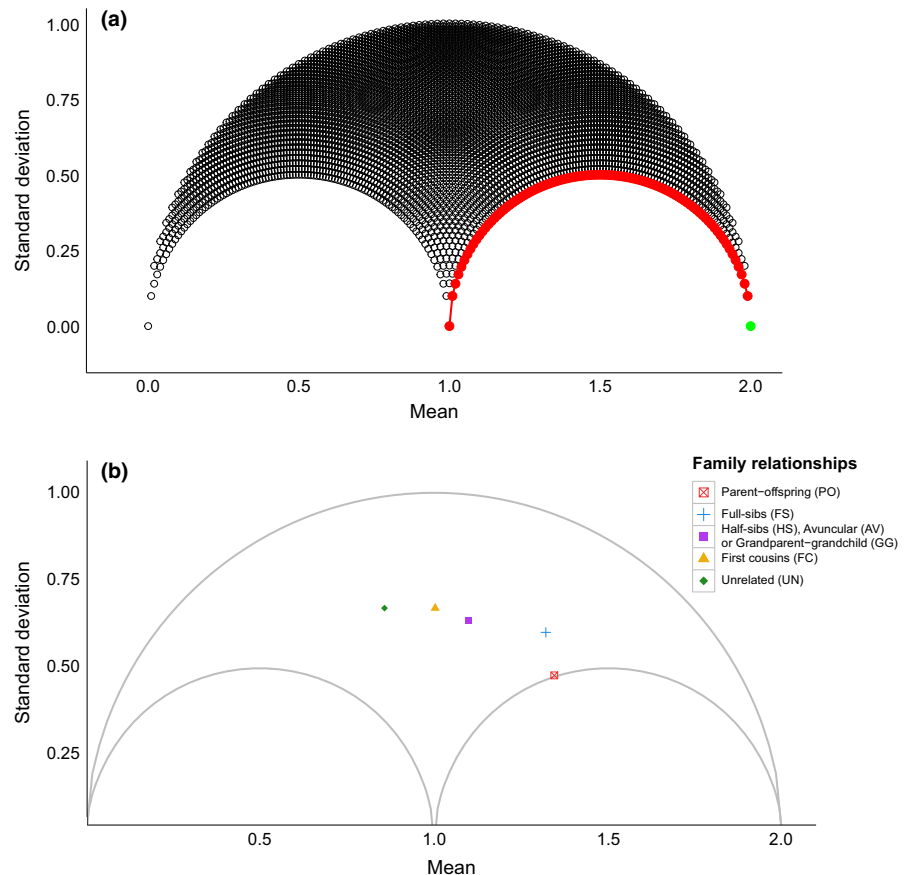 (a)
1.00
0.75
0.50
0.25
0.00
Standard deviation
0.0 0.5 1.0 1.5 2.0
Mean
(b)
1.00
0.75
0.50
0.25
Standard deviation
0.5 1.0 1.5 2.0
Mean
Family relationships
Parent−offspring (PO)
Full−sibs (FS)
Half−sibs (HS), Avuncular (AV)
or Grandparent−grandchild (GG)
First cousins (FC)
Unrelated (UN)